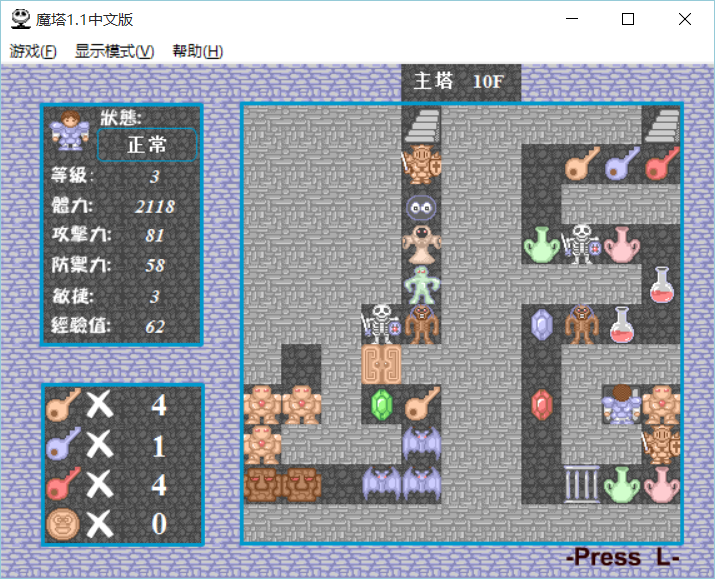 魔塔1.1中文版
游戏(F) 显示模式(V) 帮助(H)
主塔 10F
狀態:
正常
等級: 3
體力: 2118
攻擊力: 81
防禦力: 58
敏捷: 3
經驗值: 62
4
1
4
0
-Press L-